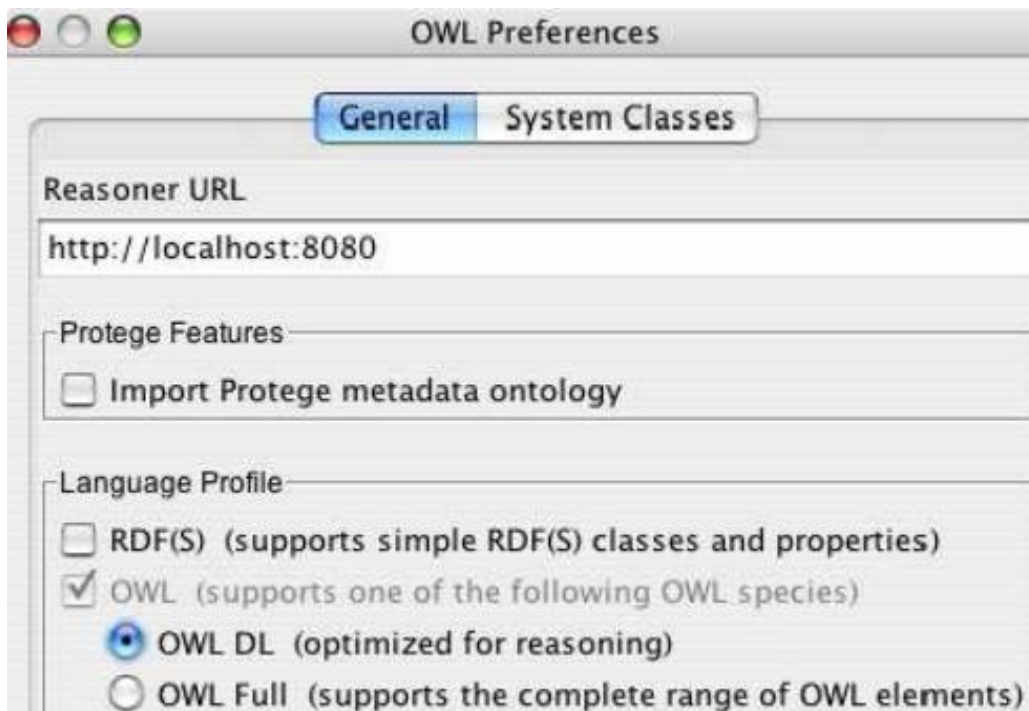 OWL Preferences
General System Classes
Reasoner URL
http://localhost:8080
Protege Features
Import Protege metadata ontology
Language Profile
RDF(S) (supports simple RDF(S) classes and properties)
OWL (supports one of the following OWL species)
OWL DL (optimized for reasoning)
OWL Full (supports the complete range of OWL elements)